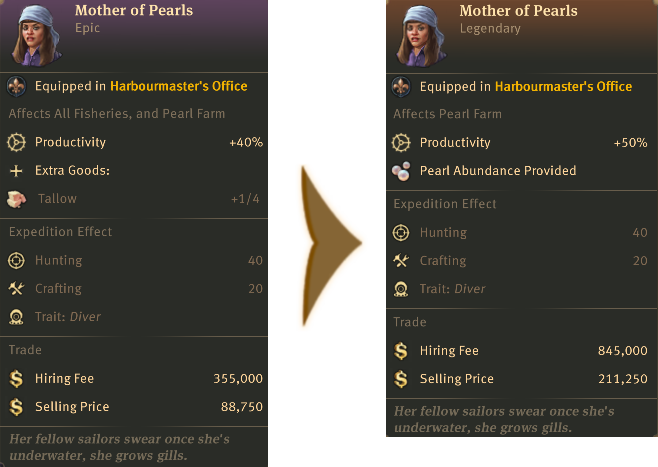 Mother of Pearls
Epic
Equipped in Harbourmaster's Office
Affects All Fisheries, and Pearl Farm
Productivity +40%
Extra Goods:
Tallow +1/4
Expedition Effect
Hunting 40
Crafting 20
Trait: Diver
Trade
Hiring Fee 355,000
Selling Price 88,750
Her fellow sailors swear once she's
underwater, she grows gills.
Mother of Pearls
Legendary
Equipped in Harbourmaster's Office
Affects Pearl Farm
Productivity +50%
Pearl Abundance Provided
Expedition Effect
Hunting 40
Crafting 20
Trait: Diver
Trade
Hiring Fee 845,000
Selling Price 211,250
Her fellow sailors swear once she's
underwater, she grows gills.